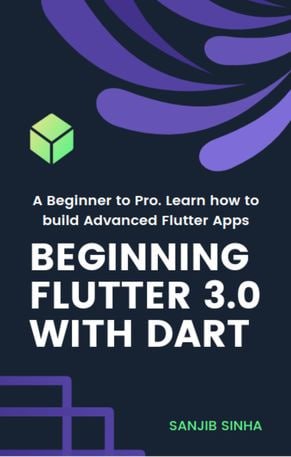 A Beginner to Pro. Learn how to
build Advanced Flutter Apps
BEGINNING
FLUTTER 3.0
WITH DART
SANJIB SINHA